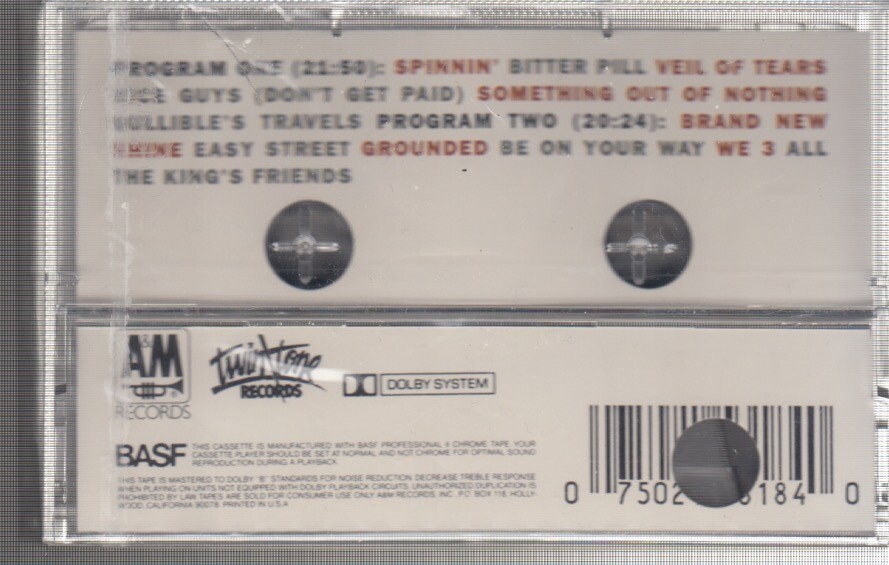 PROGRAM ONE (21:50): SPINNIN' BITTER PILL VEIL OF TEARS
NICE GUYS (DON'T GET PAID) SOMETHING OUT OF NOTHING
GULLIBLE'S TRAVELS PROGRAM TWO (20:24): BRAND NEW
SHINE EASY STREET GROUNDED BE ON YOUR WAY WE 3 ALL
THE KING'S FRIENDS
A&M
RECORDS
twin/tone
RECORDS
DOLBY SYSTEM
BASF
THIS CASSETTE IS MANUFACTURED WITH BASF PROFESSIONAL II CHROME TAPE. YOUR
CASSETTE PLAYER SHOULD BE SET AT NORMAL AND NOT CHROME FOR OPTIMAL SOUND
REPRODUCTION DURING A PLAYBACK.
THIS TAPE IS MASTERED TO DOLBY "B" STANDARDS FOR NOISE REDUCTION. DECREASE TREBLE RESPONSE
WHEN PLAYING ON UNITS NOT EQUIPPED WITH DOLBY PLAYBACK CIRCUITS. UNAUTHORIZED DUPLICATION IS
PROHIBITED BY LAW. TAPES ARE SOLD FOR CONSUMER USE ONLY. A&M RECORDS, INC. P.O. BOX 118, HOLLY-
WOOD, CALIFORNIA 90078. PRINTED IN U.S.A.
0 7502 6184 0